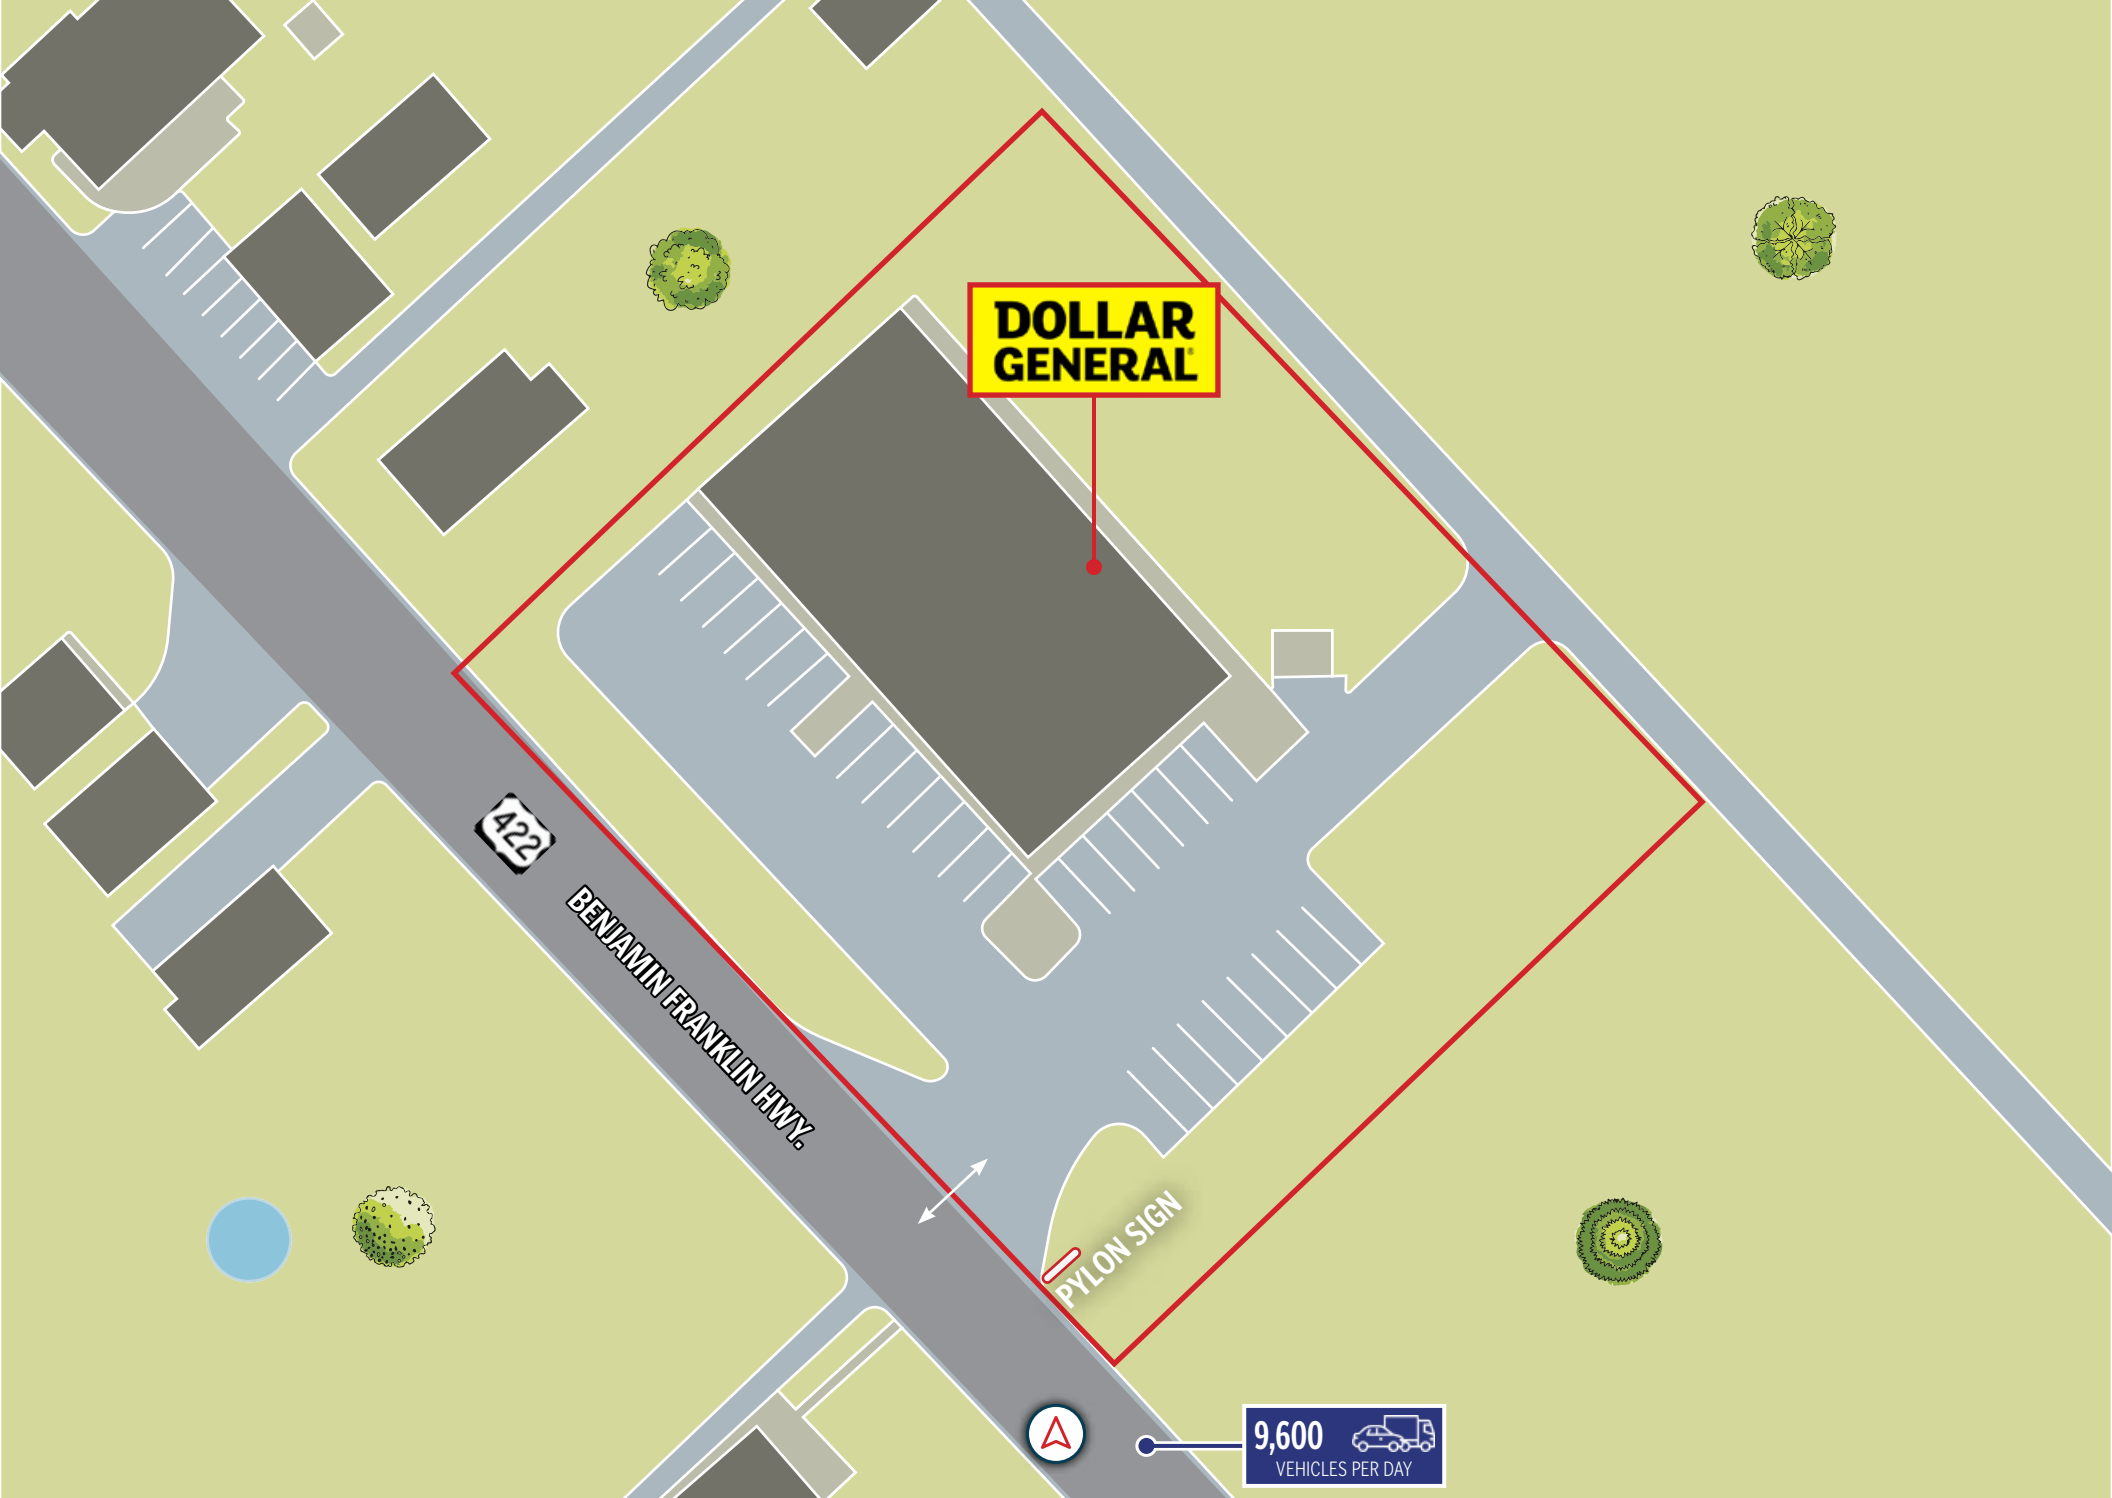 DOLLAR
GENERAL
422
BENJAMIN FRANKLIN HWY.
PYLON SIGN
9,600
VEHICLES PER DAY